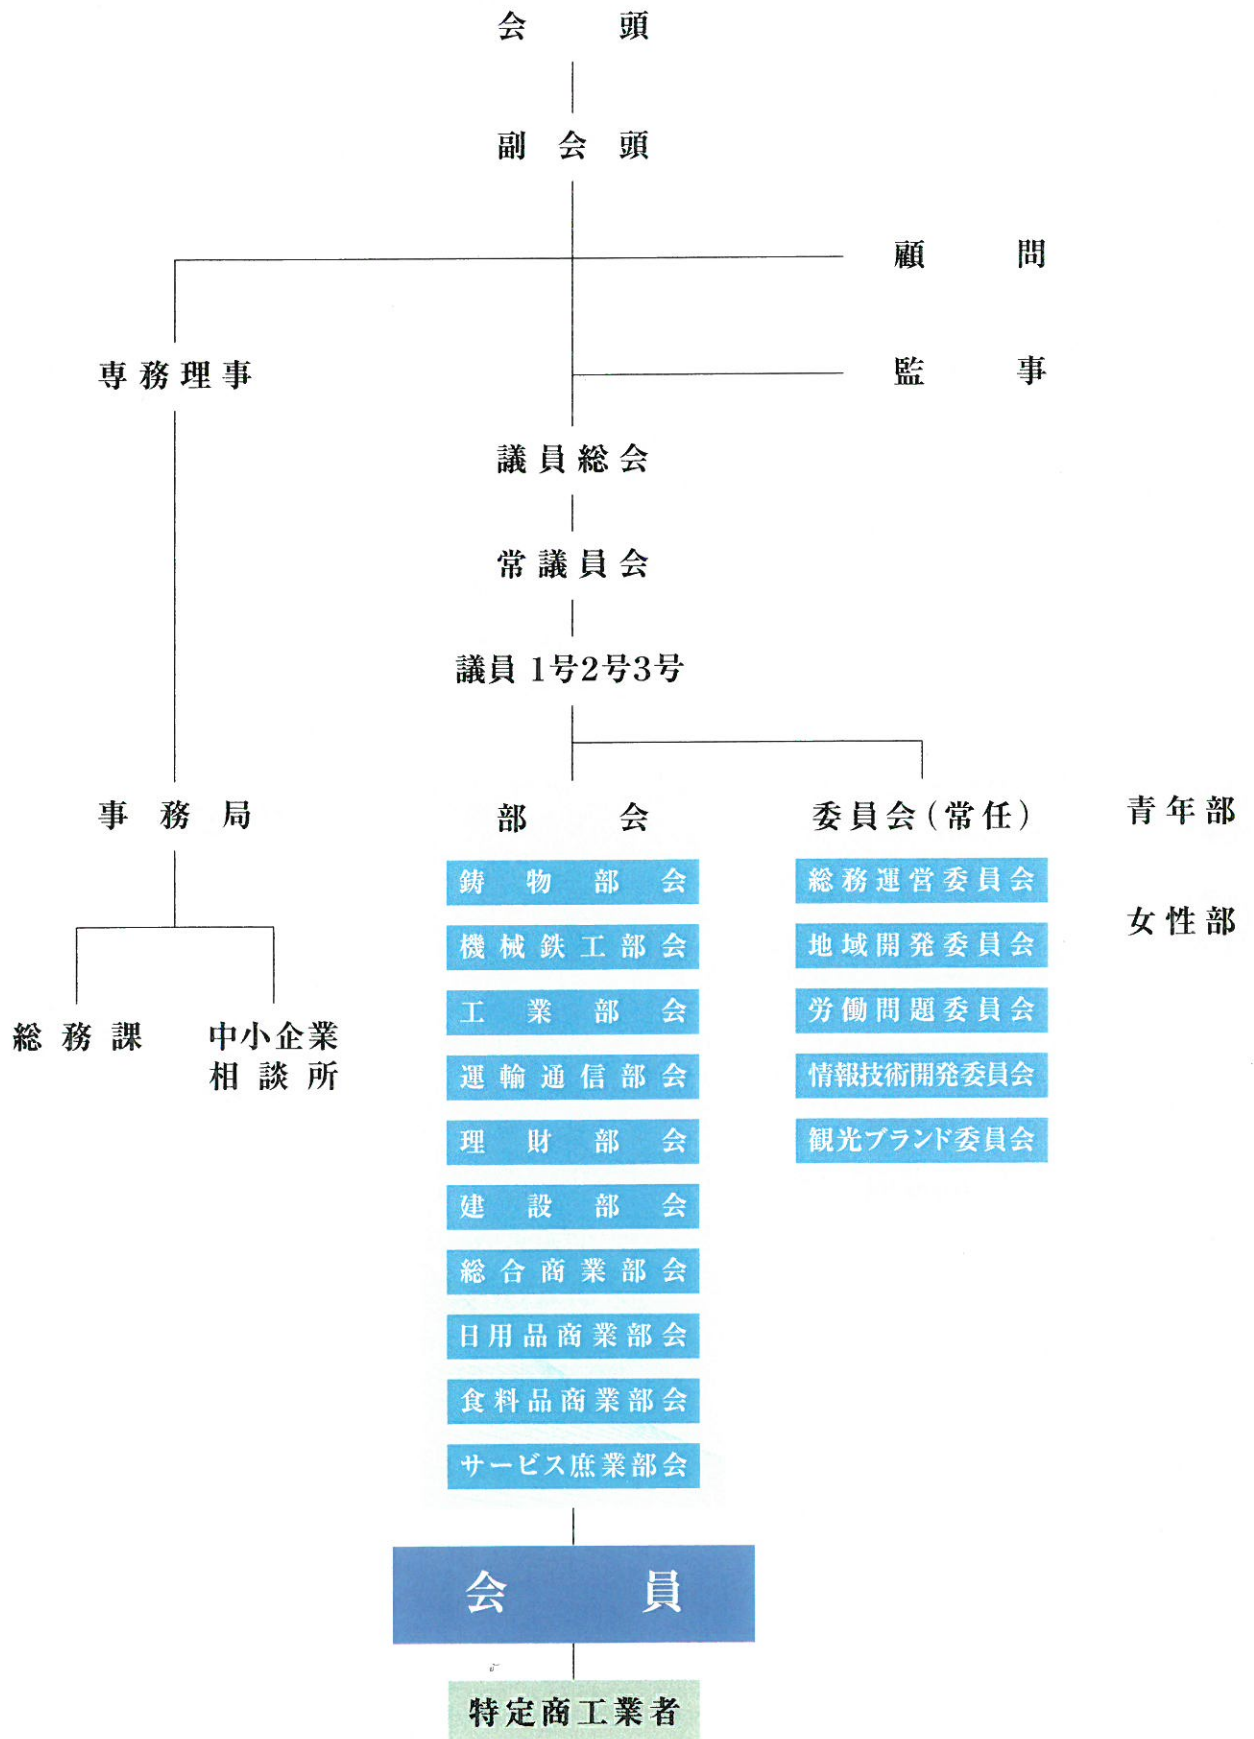 会頭
副会頭
顧問
専務理事
監事
議員総会
常議員会
議員 1号2号3号
事務局
総務課
中小企業
相談所
部会
鋳物部会
機械鉄工部会
工業部会
運輸通信部会
理財部会
建設部会
総合商業部会
日用品商業部会
食料品商業部会
サービス庶業部会
委員会(常任)
総務運営委員会
地域開発委員会
労働問題委員会
情報技術開発委員会
観光ブランド委員会
青年部
女性部
会員
特定商工業者